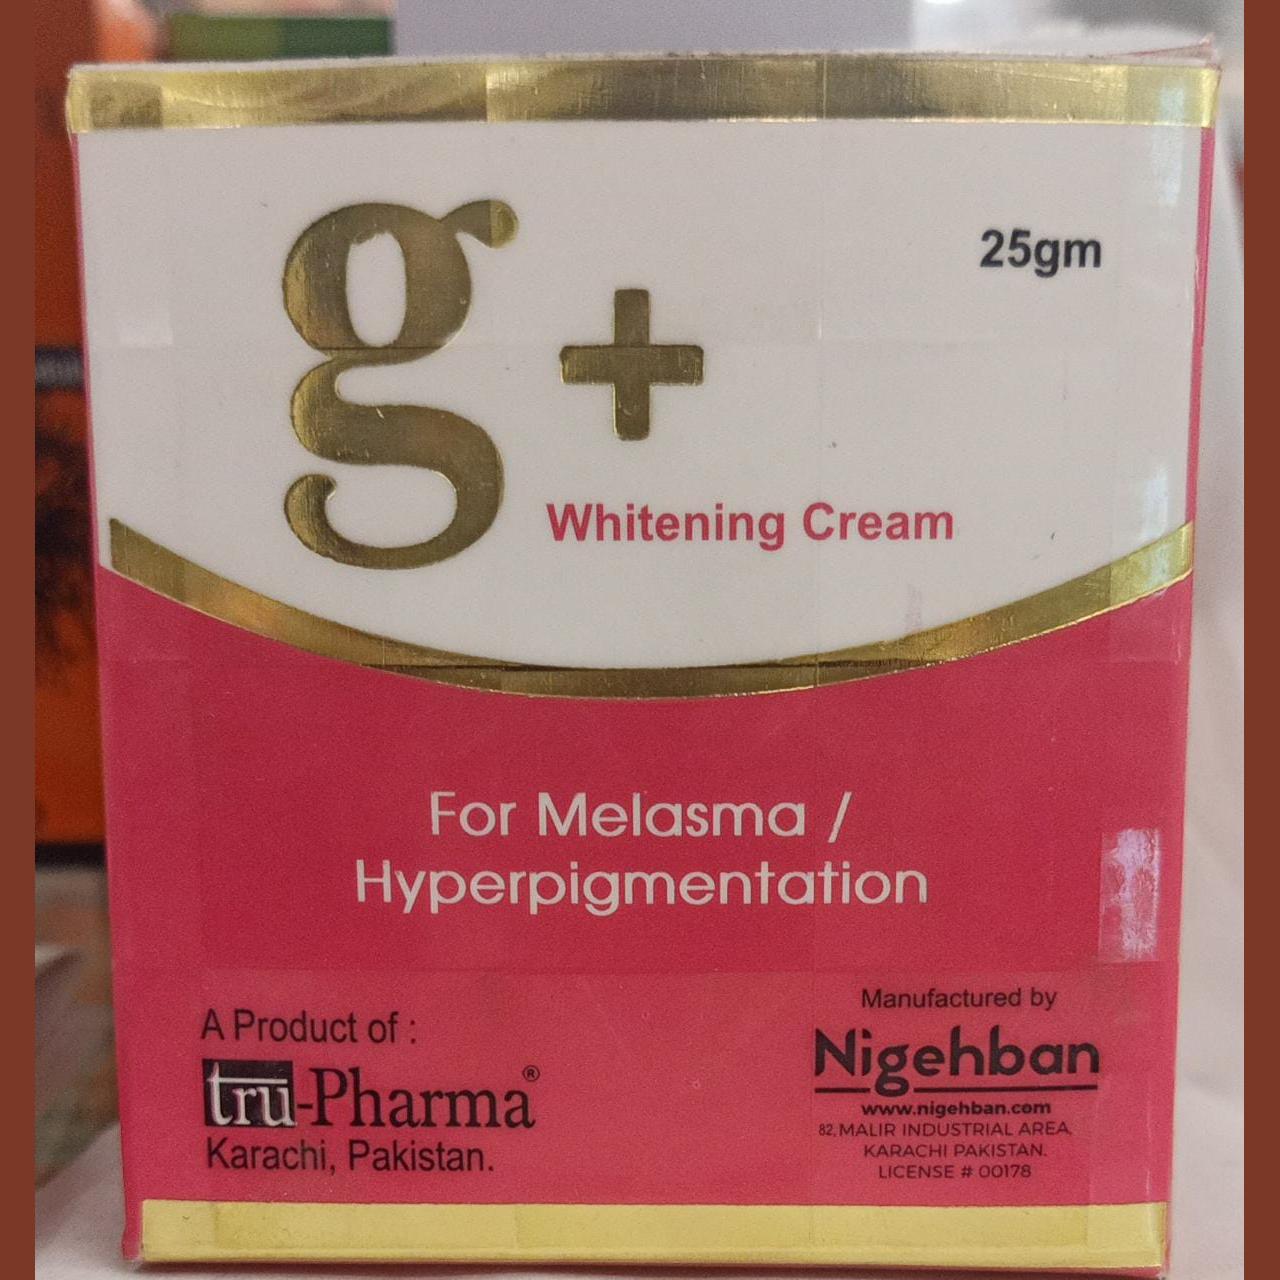 g+
25gm
Whitening Cream
For Melasma /
Hyperpigmentation
A Product of :
tru-Pharma®
Karachi, Pakistan.
Manufactured by
Nigehban
www.nigehban.com
82, MALIR INDUSTRIAL AREA,
KARACHI PAKISTAN.
LICENSE # 00178